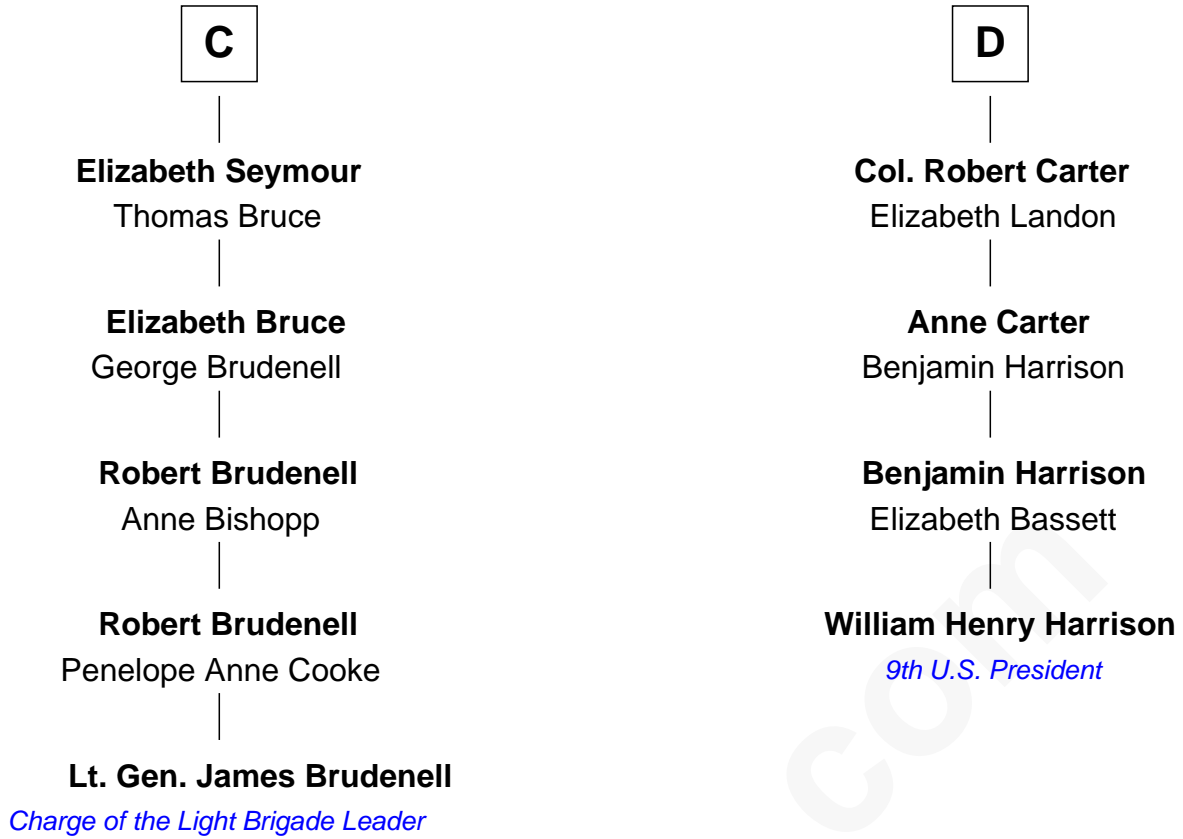 C
Elizabeth Seymour
Thomas Bruce
Elizabeth Bruce
George Brudenell
Robert Brudenell
Anne Bishopp
Robert Brudenell
Penelope Anne Cooke
Lt. Gen. James Brudenell
Charge of the Light Brigade Leader
D
Col. Robert Carter
Elizabeth Landon
Anne Carter
Benjamin Harrison
Benjamin Harrison
Elizabeth Bassett
William Henry Harrison
9th U.S. President
com